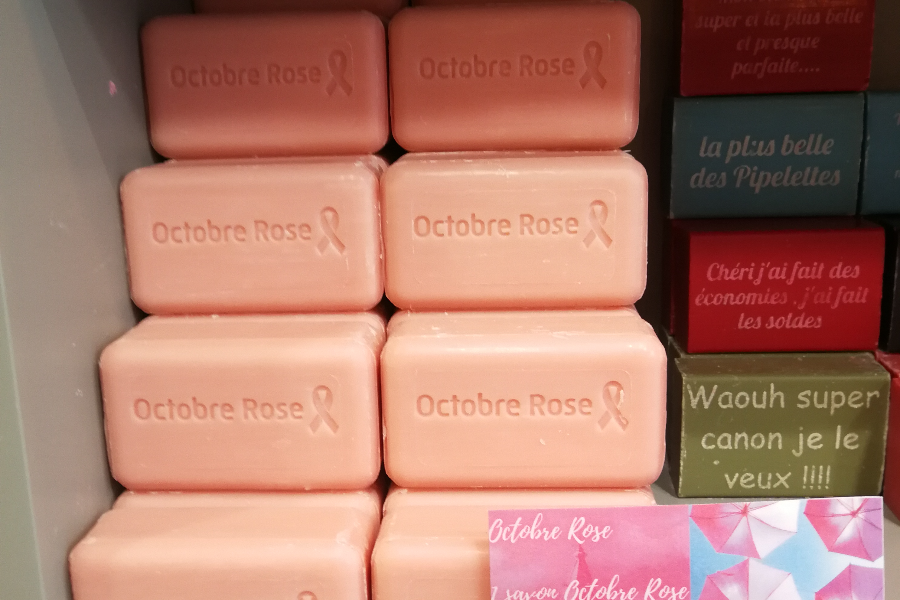 Octobre Rose
Octobre Rose
Octobre Rose
Octobre Rose
Octobre Rose
Octobre Rose
super et la plus belle
et presque
parfaite....
la plus belle
des Pipelettes
Chéri j'ai fait des
économies . j'ai fait
les soldes
Waouh super
canon je le
veux !!!!
Octobre Rose
1 savon Octobre Rose